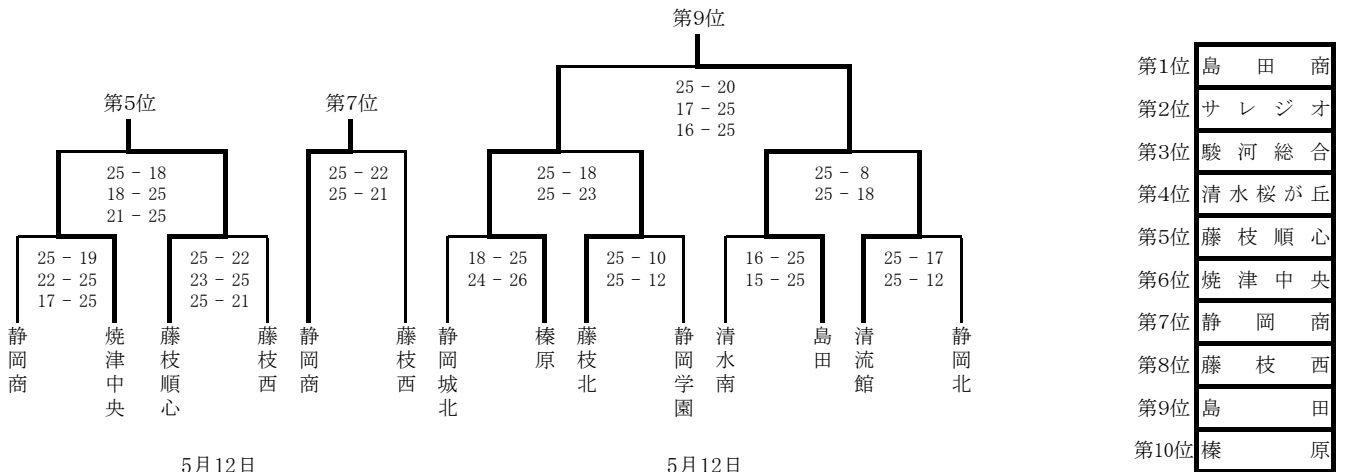 第9位
25 - 20
17 - 25
16 - 25
第5位
第7位
25 - 18
18 - 25
21 - 25
25 - 22
25 - 21
25 - 18
25 - 23
25 - 8
25 - 18
25 - 19
22 - 25
17 - 25
25 - 22
23 - 25
25 - 21
18 - 25
24 - 26
25 - 10
25 - 12
16 - 25
15 - 25
25 - 17
25 - 12
静岡商
焼津中央
藤枝順心
藤枝西
静岡商
藤枝西
静岡城北
榛原
藤枝北
静岡学園
清水南
島田
清流館
静岡北
5月12日
5月12日
第1位 島田商
第2位 サレジオ
第3位 駿河総合
第4位 清水桜が丘
第5位 藤枝順心
第6位 焼津中央
第7位 静岡商
第8位 藤枝西
第9位 島田
第10位 榛原